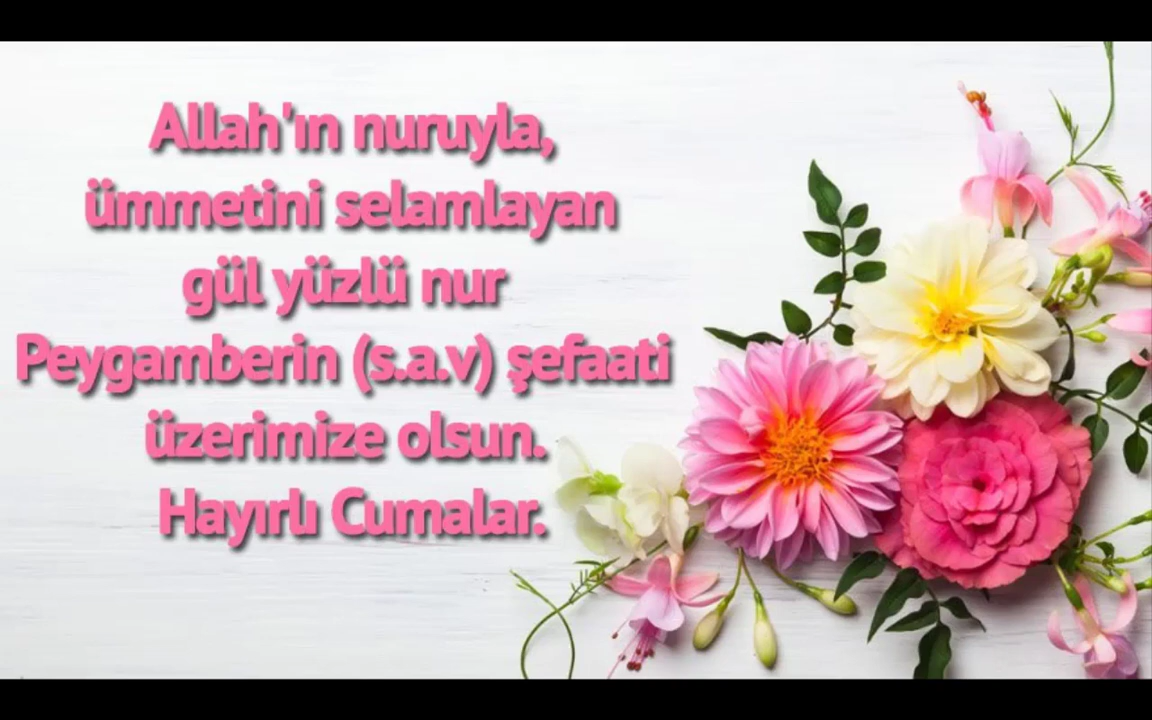 Allah'ın nuruyla,
ümmetini selamlayan
gül yüzlü nur
Peygamberin (s.a.v) şefaati
üzerimize olsun.
Hayırlı Cumalar.